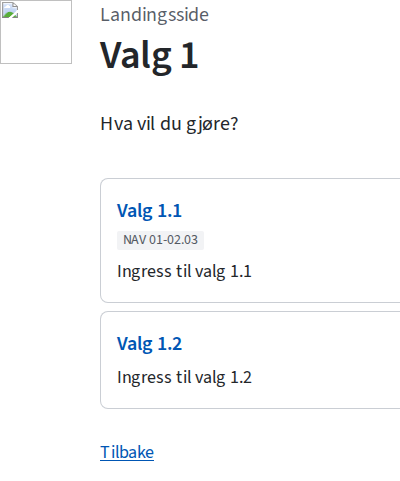 Landingsside
Valg 1
Hva vil du gjøre?
Valg 1.1
NAV 01-02.03
Ingress til valg 1.1
Valg 1.2
Ingress til valg 1.2
Tilbake